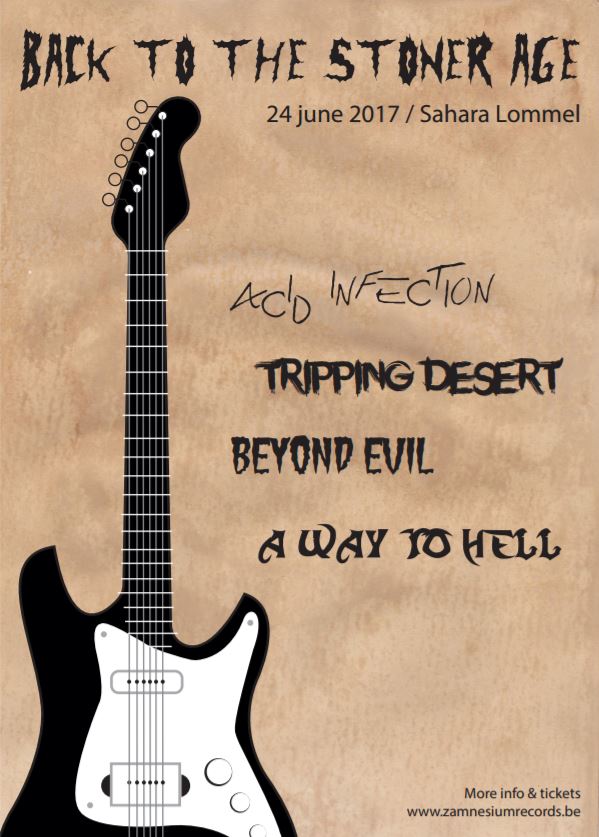 BACK TO THE STONER AGE
24 june 2017 / Sahara Lommel
ACID INFECTION
TRIPPING DESERT
BEYOND EVIL
A WAY TO HELL
More info & tickets
www.zamnesiumrecords.be